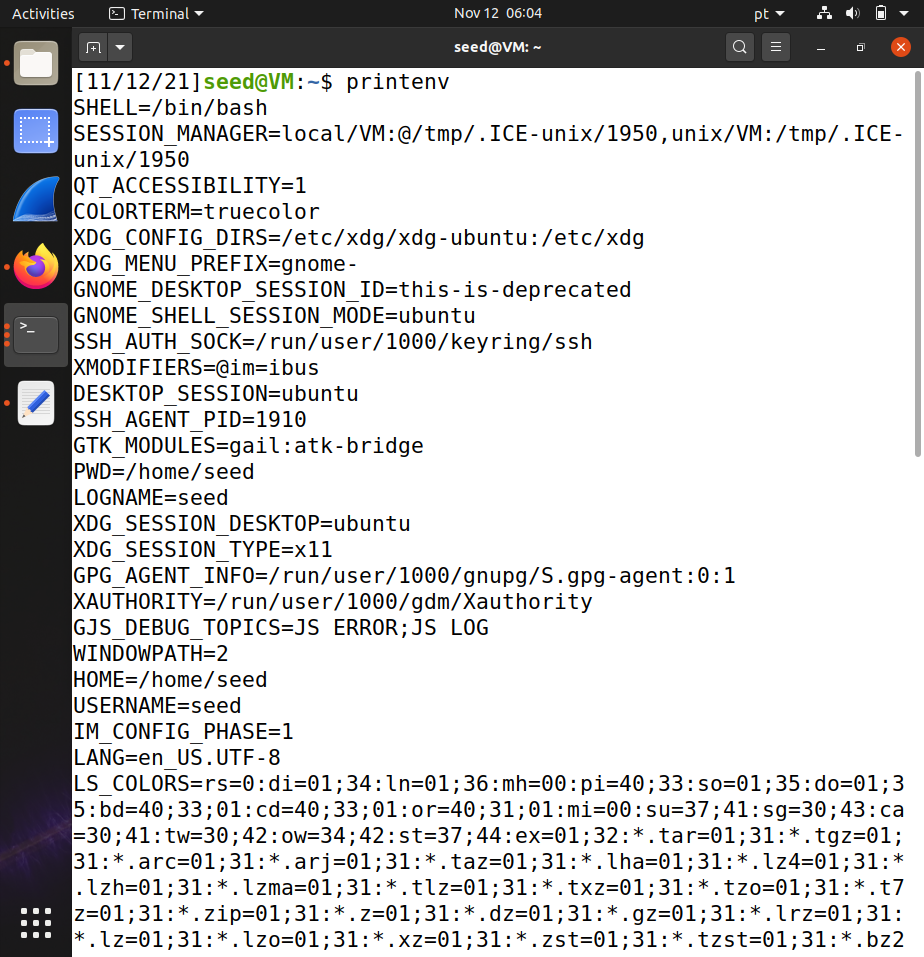 Activities Terminal Nov 12 06:04 pt
seed@VM: ~
[11/12/21]seed@VM:~$ printenv
SHELL=/bin/bash
SESSION_MANAGER=local/VM:@/tmp/.ICE-unix/1950,unix/VM:/tmp/.ICE-
unix/1950
QT_ACCESSIBILITY=1
COLORTERM=truecolor
XDG_CONFIG_DIRS=/etc/xdg/xdg-ubuntu:/etc/xdg
XDG_MENU_PREFIX=gnome-
GNOME_DESKTOP_SESSION_ID=this-is-deprecated
GNOME_SHELL_SESSION_MODE=ubuntu
SSH_AUTH_SOCK=/run/user/1000/keyring/ssh
XMODIFIERS=@im=ibus
DESKTOP_SESSION=ubuntu
SSH_AGENT_PID=1910
GTK_MODULES=gail:atk-bridge
PWD=/home/seed
LOGNAME=seed
XDG_SESSION_DESKTOP=ubuntu
XDG_SESSION_TYPE=x11
GPG_AGENT_INFO=/run/user/1000/gnupg/S.gpg-agent:0:1
XAUTHORITY=/run/user/1000/gdm/Xauthority
GJS_DEBUG_TOPICS=JS ERROR;JS LOG
WINDOWPATH=2
HOME=/home/seed
USERNAME=seed
IM_CONFIG_PHASE=1
LANG=en_US.UTF-8
LS_COLORS=rs=0:di=01;34:ln=01;36:mh=00:pi=40;33:so=01;35:do=01;3
5:bd=40;33;01:cd=40;33;01:or=40;31;01:mi=00:su=37;41:sg=30;43:ca
=30;41:tw=30;42:ow=34;42:st=37;44:ex=01;32:*.tar=01;31:*.tgz=01;
31:*.arc=01;31:*.arj=01;31:*.taz=01;31:*.lha=01;31:*.lz4=01;31:*
.lzh=01;31:*.lzma=01;31:*.tlz=01;31:*.txz=01;31:*.tzo=01;31:*.t7
z=01;31:*.zip=01;31:*.z=01;31:*.dz=01;31:*.gz=01;31:*.lrz=01;31:
*.lz=01;31:*.lzo=01;31:*.xz=01;31:*.zst=01;31:*.tzst=01;31:*.bz2